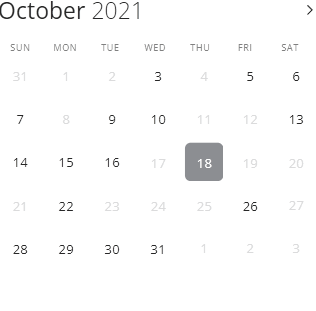 October 2021
SUN MON TUE WED THU FRI SAT
31 1 2 3 4 5 6
7 8 9 10 11 12 13
14 15 16 17 18 19 20
21 22 23 24 25 26 27
28 29 30 31 1 2 3